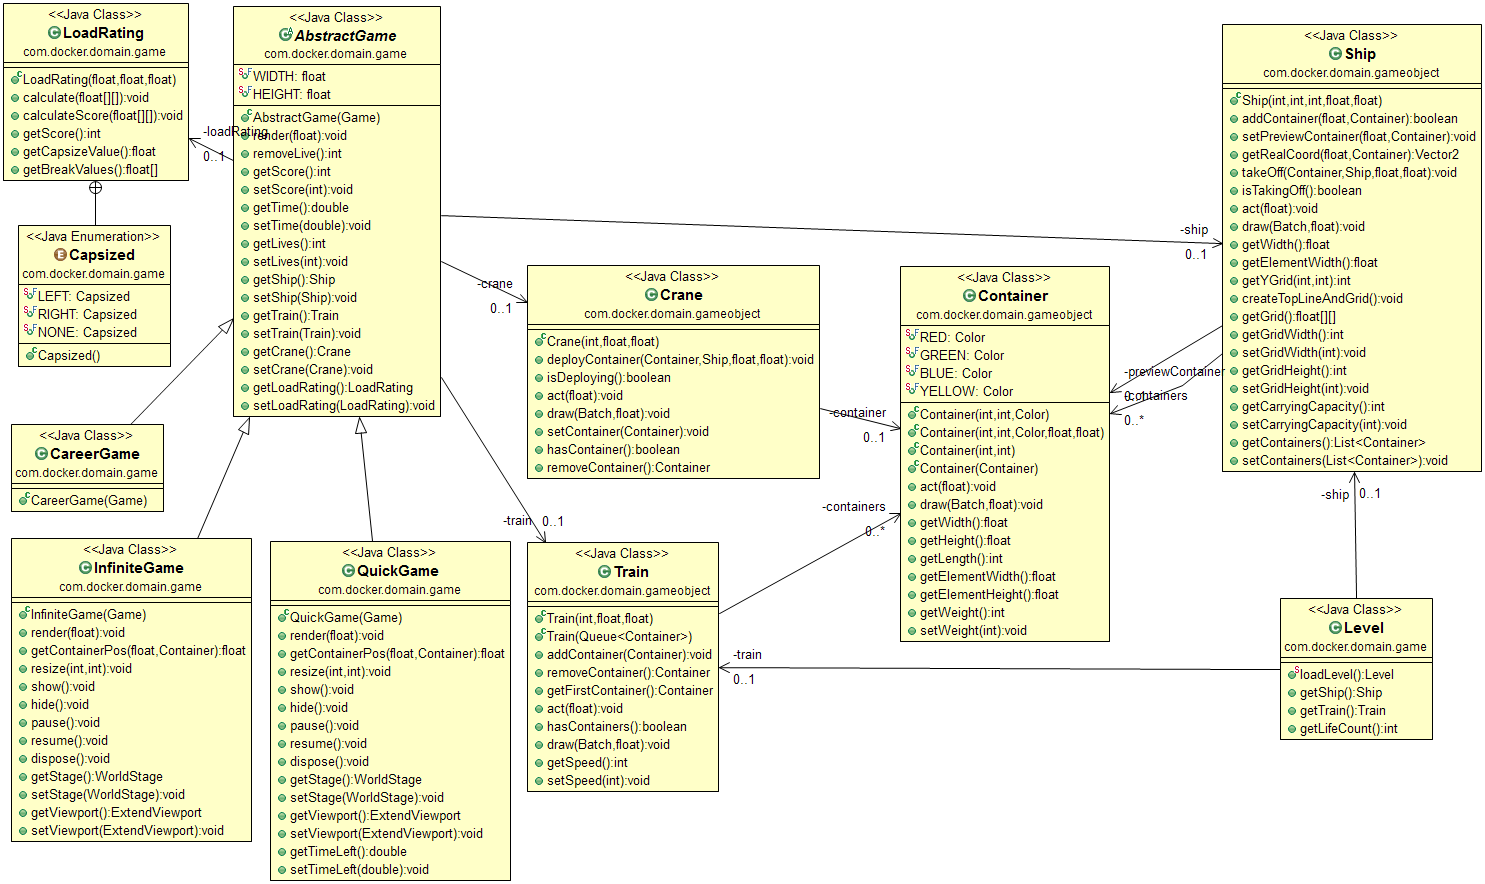 <<Java Class>>
LoadRating
com.docker.domain.game
LoadRating(float,float,float)
calculate(float[][]):void
calculateScore(float[][]):void
getScore():int
getCapsizeValue():float
getBreakValues():float[]
<<Java Enumeration>>
Capsized
com.docker.domain.game
LEFT: Capsized
RIGHT: Capsized
NONE: Capsized
Capsized()
<<Java Class>>
AbstractGame
com.docker.domain.game
WIDTH: float
HEIGHT: float
AbstractGame(Game)
render(float):void
removeLive():int
getScore():int
setScore(int):void
getTime():double
setTime(double):void
getLives():int
setLives(int):void
getShip():Ship
setShip(Ship):void
getTrain():Train
setTrain(Train):void
getCrane():Crane
setCrane(Crane):void
getLoadRating():LoadRating
setLoadRating(LoadRating):void
-loadRating
0..1
-ship
0..1
-crane
0..1
-train 0..1
<<Java Class>>
CareerGame
com.docker.domain.game
CareerGame(Game)
<<Java Class>>
InfiniteGame
com.docker.domain.game
InfiniteGame(Game)
render(float):void
getContainerPos(float,Container):float
resize(int,int):void
show():void
hide():void
pause():void
resume():void
dispose():void
getStage():WorldStage
setStage(WorldStage):void
getViewport():ExtendViewport
setViewport(ExtendViewport):void
<<Java Class>>
QuickGame
com.docker.domain.game
QuickGame(Game)
render(float):void
getContainerPos(float,Container):float
resize(int,int):void
show():void
hide():void
pause():void
resume():void
dispose():void
getStage():WorldStage
setStage(WorldStage):void
getViewport():ExtendViewport
setViewport(ExtendViewport):void
getTimeLeft():double
setTimeLeft(double):void
<<Java Class>>
Crane
com.docker.domain.gameobject
Crane(int,float,float)
deployContainer(Container,Ship,float,float):void
isDeploying():boolean
act(float):void
draw(Batch,float):void
setContainer(Container):void
hasContainer():boolean
removeContainer():Container
-container
0..1
<<Java Class>>
Train
com.docker.domain.gameobject
Train(int,float,float)
Train(Queue<Container>)
addContainer(Container):void
removeContainer():Container
getFirstContainer():Container
act(float):void
hasContainers():boolean
draw(Batch,float):void
getSpeed():int
setSpeed(int):void
-containers
0..*
<<Java Class>>
Container
com.docker.domain.gameobject
RED: Color
GREEN: Color
BLUE: Color
YELLOW: Color
Container(int,int,Color)
Container(int,int,Color,float,float)
Container(int,int)
Container(Container)
act(float):void
draw(Batch,float):void
getWidth():float
getHeight():float
getLength():int
getElementWidth():float
getElementHeight():float
getWeight():int
setWeight(int):void
<<Java Class>>
Ship
com.docker.domain.gameobject
Ship(int,int,int,float,float)
addContainer(float,Container):boolean
setPreviewContainer(float,Container):void
getRealCoord(float,Container):Vector2
takeOff(Container,Ship,float,float):void
isTakingOff():boolean
act(float):void
draw(Batch,float):void
getWidth():float
getElementWidth():float
getYGrid(int,int):int
createTopLineAndGrid():void
getGrid():float[][]
getGridWidth():int
setGridWidth(int):void
getGridHeight():int
setGridHeight(int):void
getCarryingCapacity():int
setCarryingCapacity(int):void
getContainers():List<Container>
setContainers(List<Container>):void
-previewContainer
0..1
-containers
0..*
-ship 0..1
<<Java Class>>
Level
com.docker.domain.game
loadLevel():Level
getShip():Ship
getTrain():Train
getLifeCount():int
-train
0..1